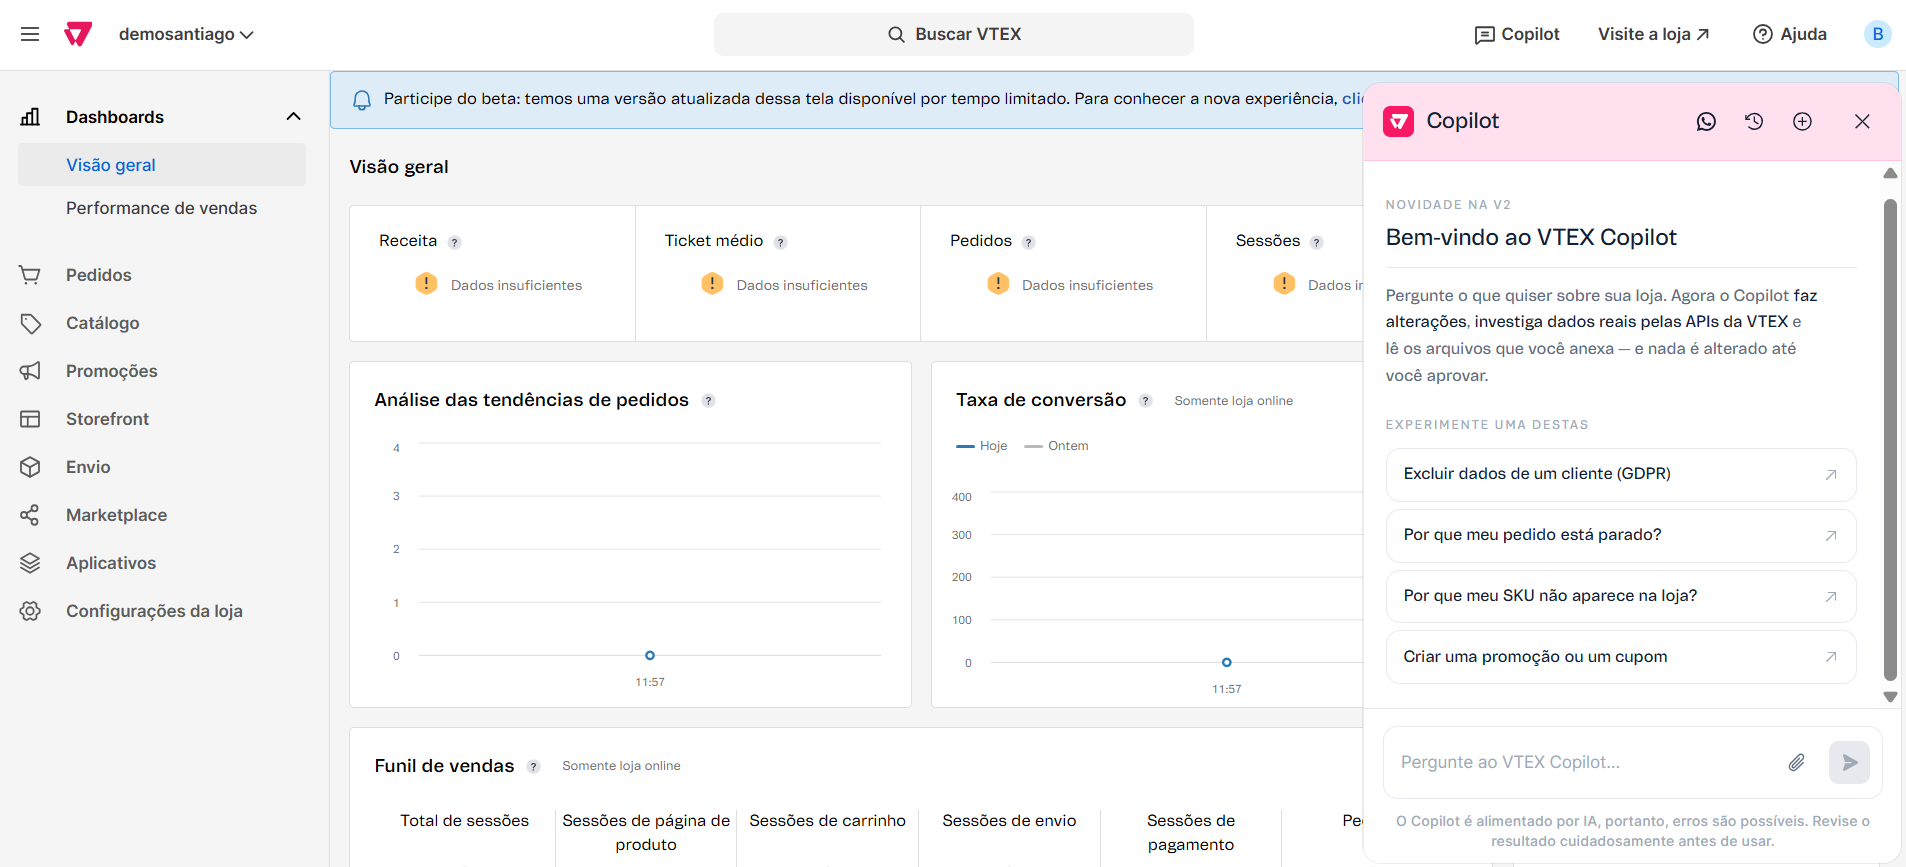 demosantiago
Buscar VTEX
Copilot
Visite a loja
Ajuda
B
Dashboards
Visão geral
Performance de vendas
Pedidos
Catálogo
Promoções
Storefront
Envio
Marketplace
Aplicativos
Configurações da loja
Participe do beta: temos uma versão atualizada dessa tela disponível por tempo limitado. Para conhecer a nova experiência,
Visão geral
Receita ?
! Dados insuficientes
Ticket médio ?
! Dados insuficientes
Pedidos ?
! Dados insuficientes
Sessões ?
! Dados
Análise das tendências de pedidos ?
4
3
2
1
0
11:57
Taxa de conversão ? Somente loja online
Hoje Ontem
400
300
200
100
0
11:57
Funil de vendas ? Somente loja online
Total de sessões
Sessões de página de
produto
Sessões de carrinho
Sessões de envio
Sessões de
pagamento
Copilot
NOVIDADE NA V2
Bem-vindo ao VTEX Copilot
Pergunte o que quiser sobre sua loja. Agora o Copilot faz
alterações, investiga dados reais pelas APIs da VTEX e
lê os arquivos que você anexa — e nada é alterado até
você aprovar.
EXPERIMENTE UMA DESTAS
Excluir dados de um cliente (GDPR)
Por que meu pedido está parado?
Por que meu SKU não aparece na loja?
Criar uma promoção ou um cupom
Pergunte ao VTEX Copilot...
O Copilot é alimentado por IA, portanto, erros são possíveis. Revise o
resultado cuidadosamente antes de usar.